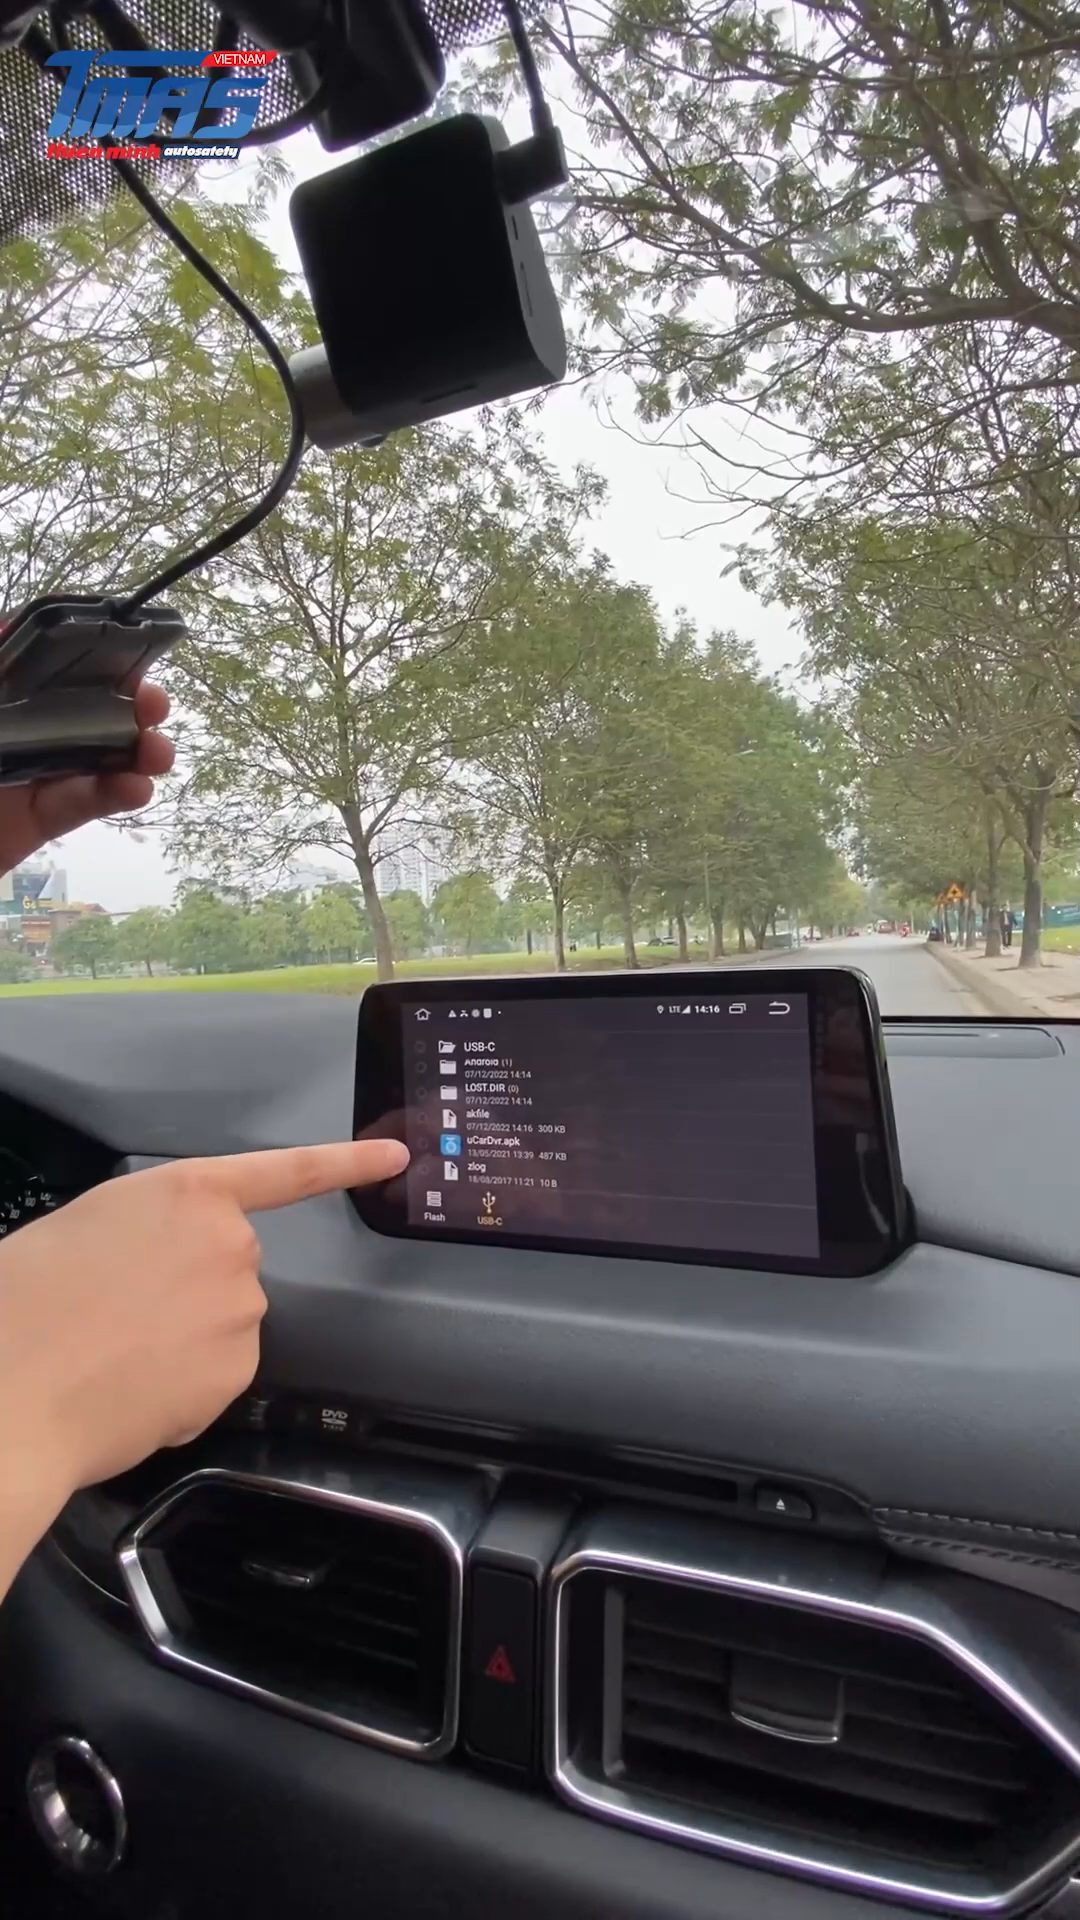 VIETNAM
TMAS
thien minh autosafety
LTE 14:16
USB-C
Android (1)
07/12/2022 14:14
LOST.DIR (0)
07/12/2022 14:14
akfile
07/12/2022 14:16 300 KB
uCarDvr.apk
13/05/2021 13:39 487 KB
zlog
18/08/2017 11:21 10 B
Flash
USB-C
DVD